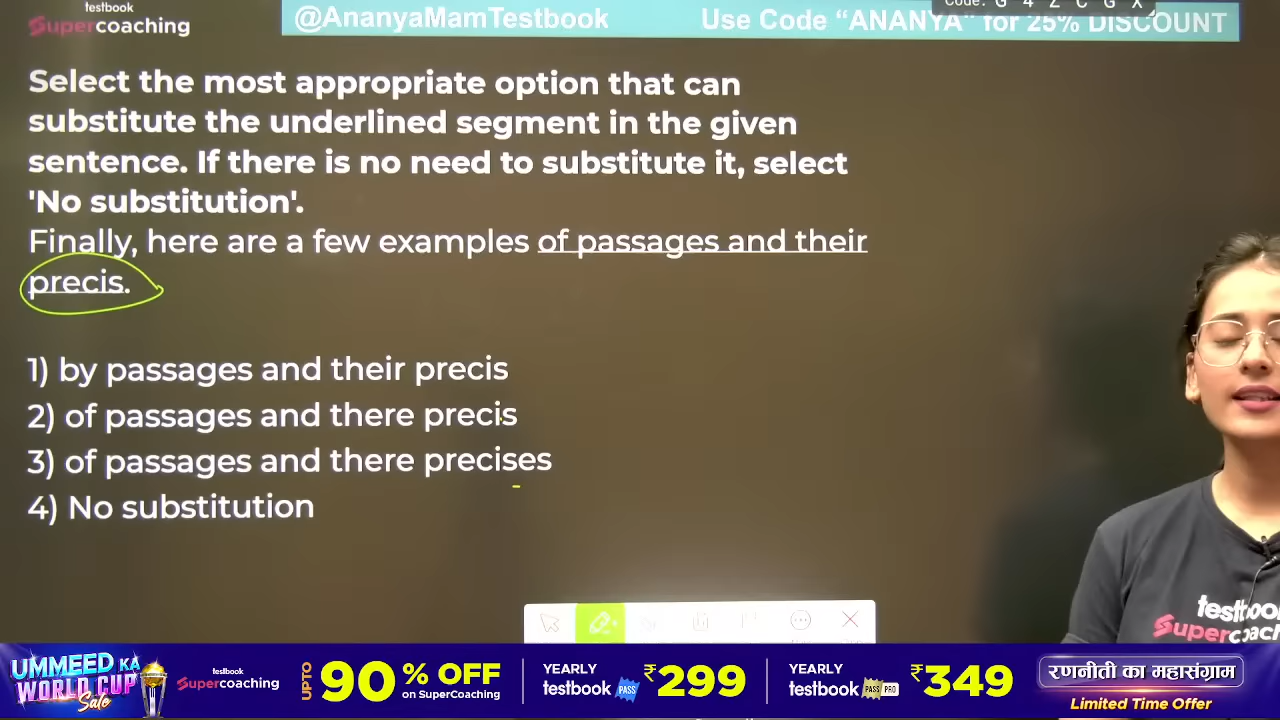 testbook
Supercoaching
@AnanyaMamTestbook
Use Code “ANANYA” for 25% DISCOUNT
Code: G 4 Z C G X
Select the most appropriate option that can
substitute the underlined segment in the given
sentence. If there is no need to substitute it, select
'No substitution'.
Finally, here are a few examples of passages and their
precis.
1) by passages and their precis
2) of passages and there precis
3) of passages and there precises
4) No substitution
testboo
Supercoach
UMMEED KA
WORLD CUP
Sale
testbook
Supercoaching
UPTO
90% OFF
on SuperCoaching
YEARLY
testbook PASS
₹299
YEARLY
testbook PASS PRO
₹349
रणनीती का महासंग्राम
Limited Time Offer